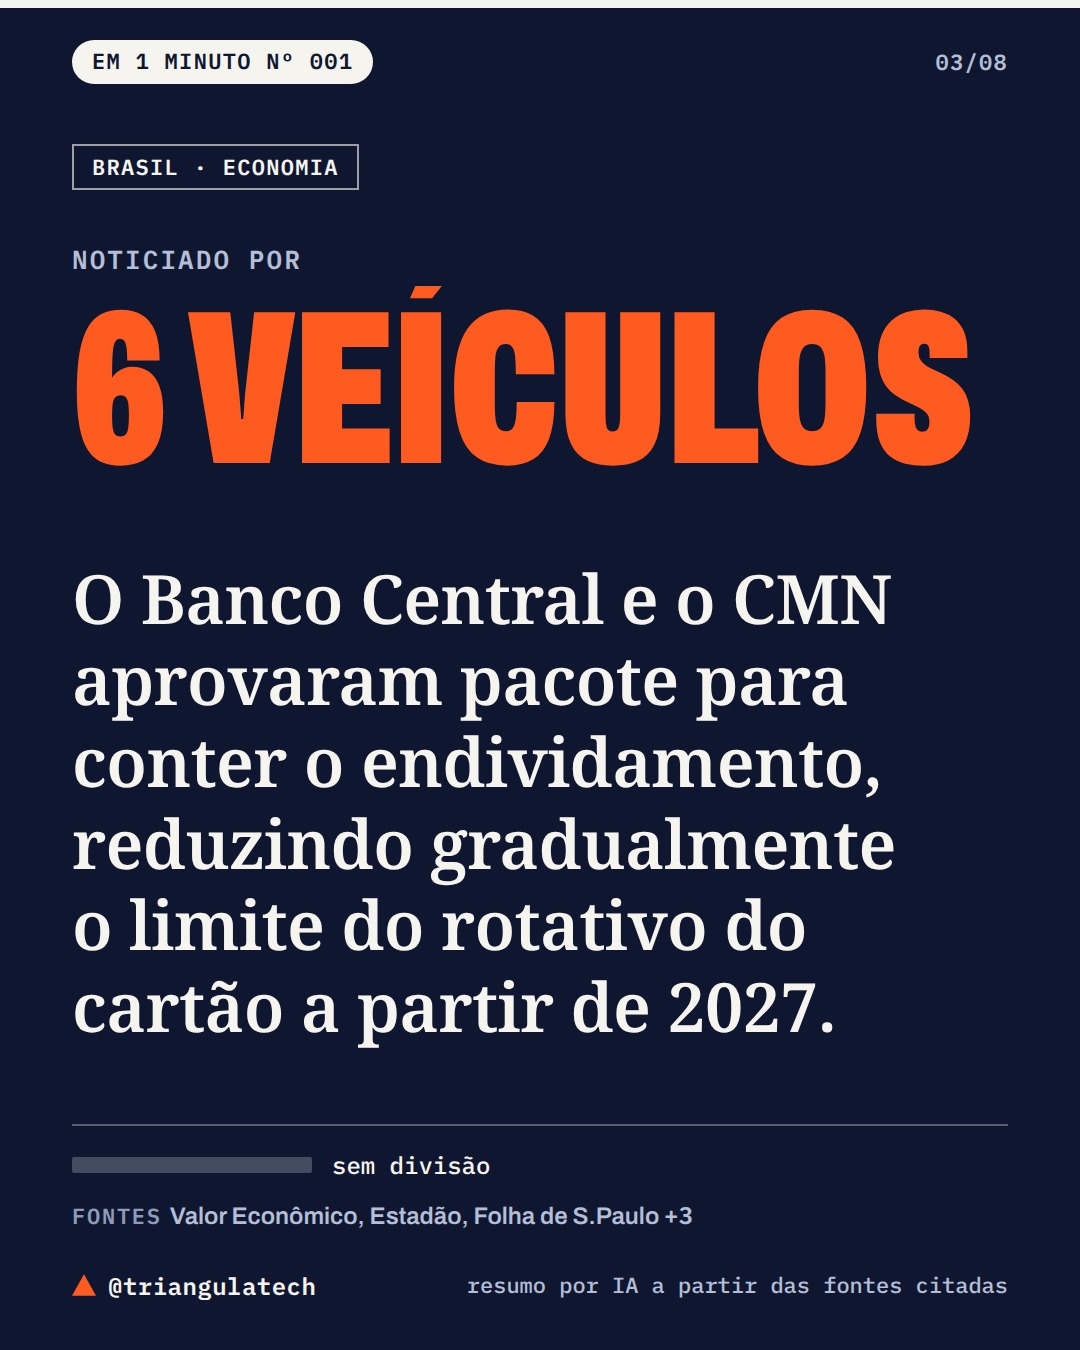 EM 1 MINUTO Nº 001
03/08
BRASIL · ECONOMIA
NOTICIADO POR
6 VEÍCULOS
O Banco Central e o CMN
aprovaram pacote para
conter o endividamento,
reduzindo gradualmente
o limite do rotativo do
cartão a partir de 2027.
sem divisão
FONTES Valor Econômico, Estadão, Folha de S.Paulo +3
@triangulatech
resumo por IA a partir das fontes citadas